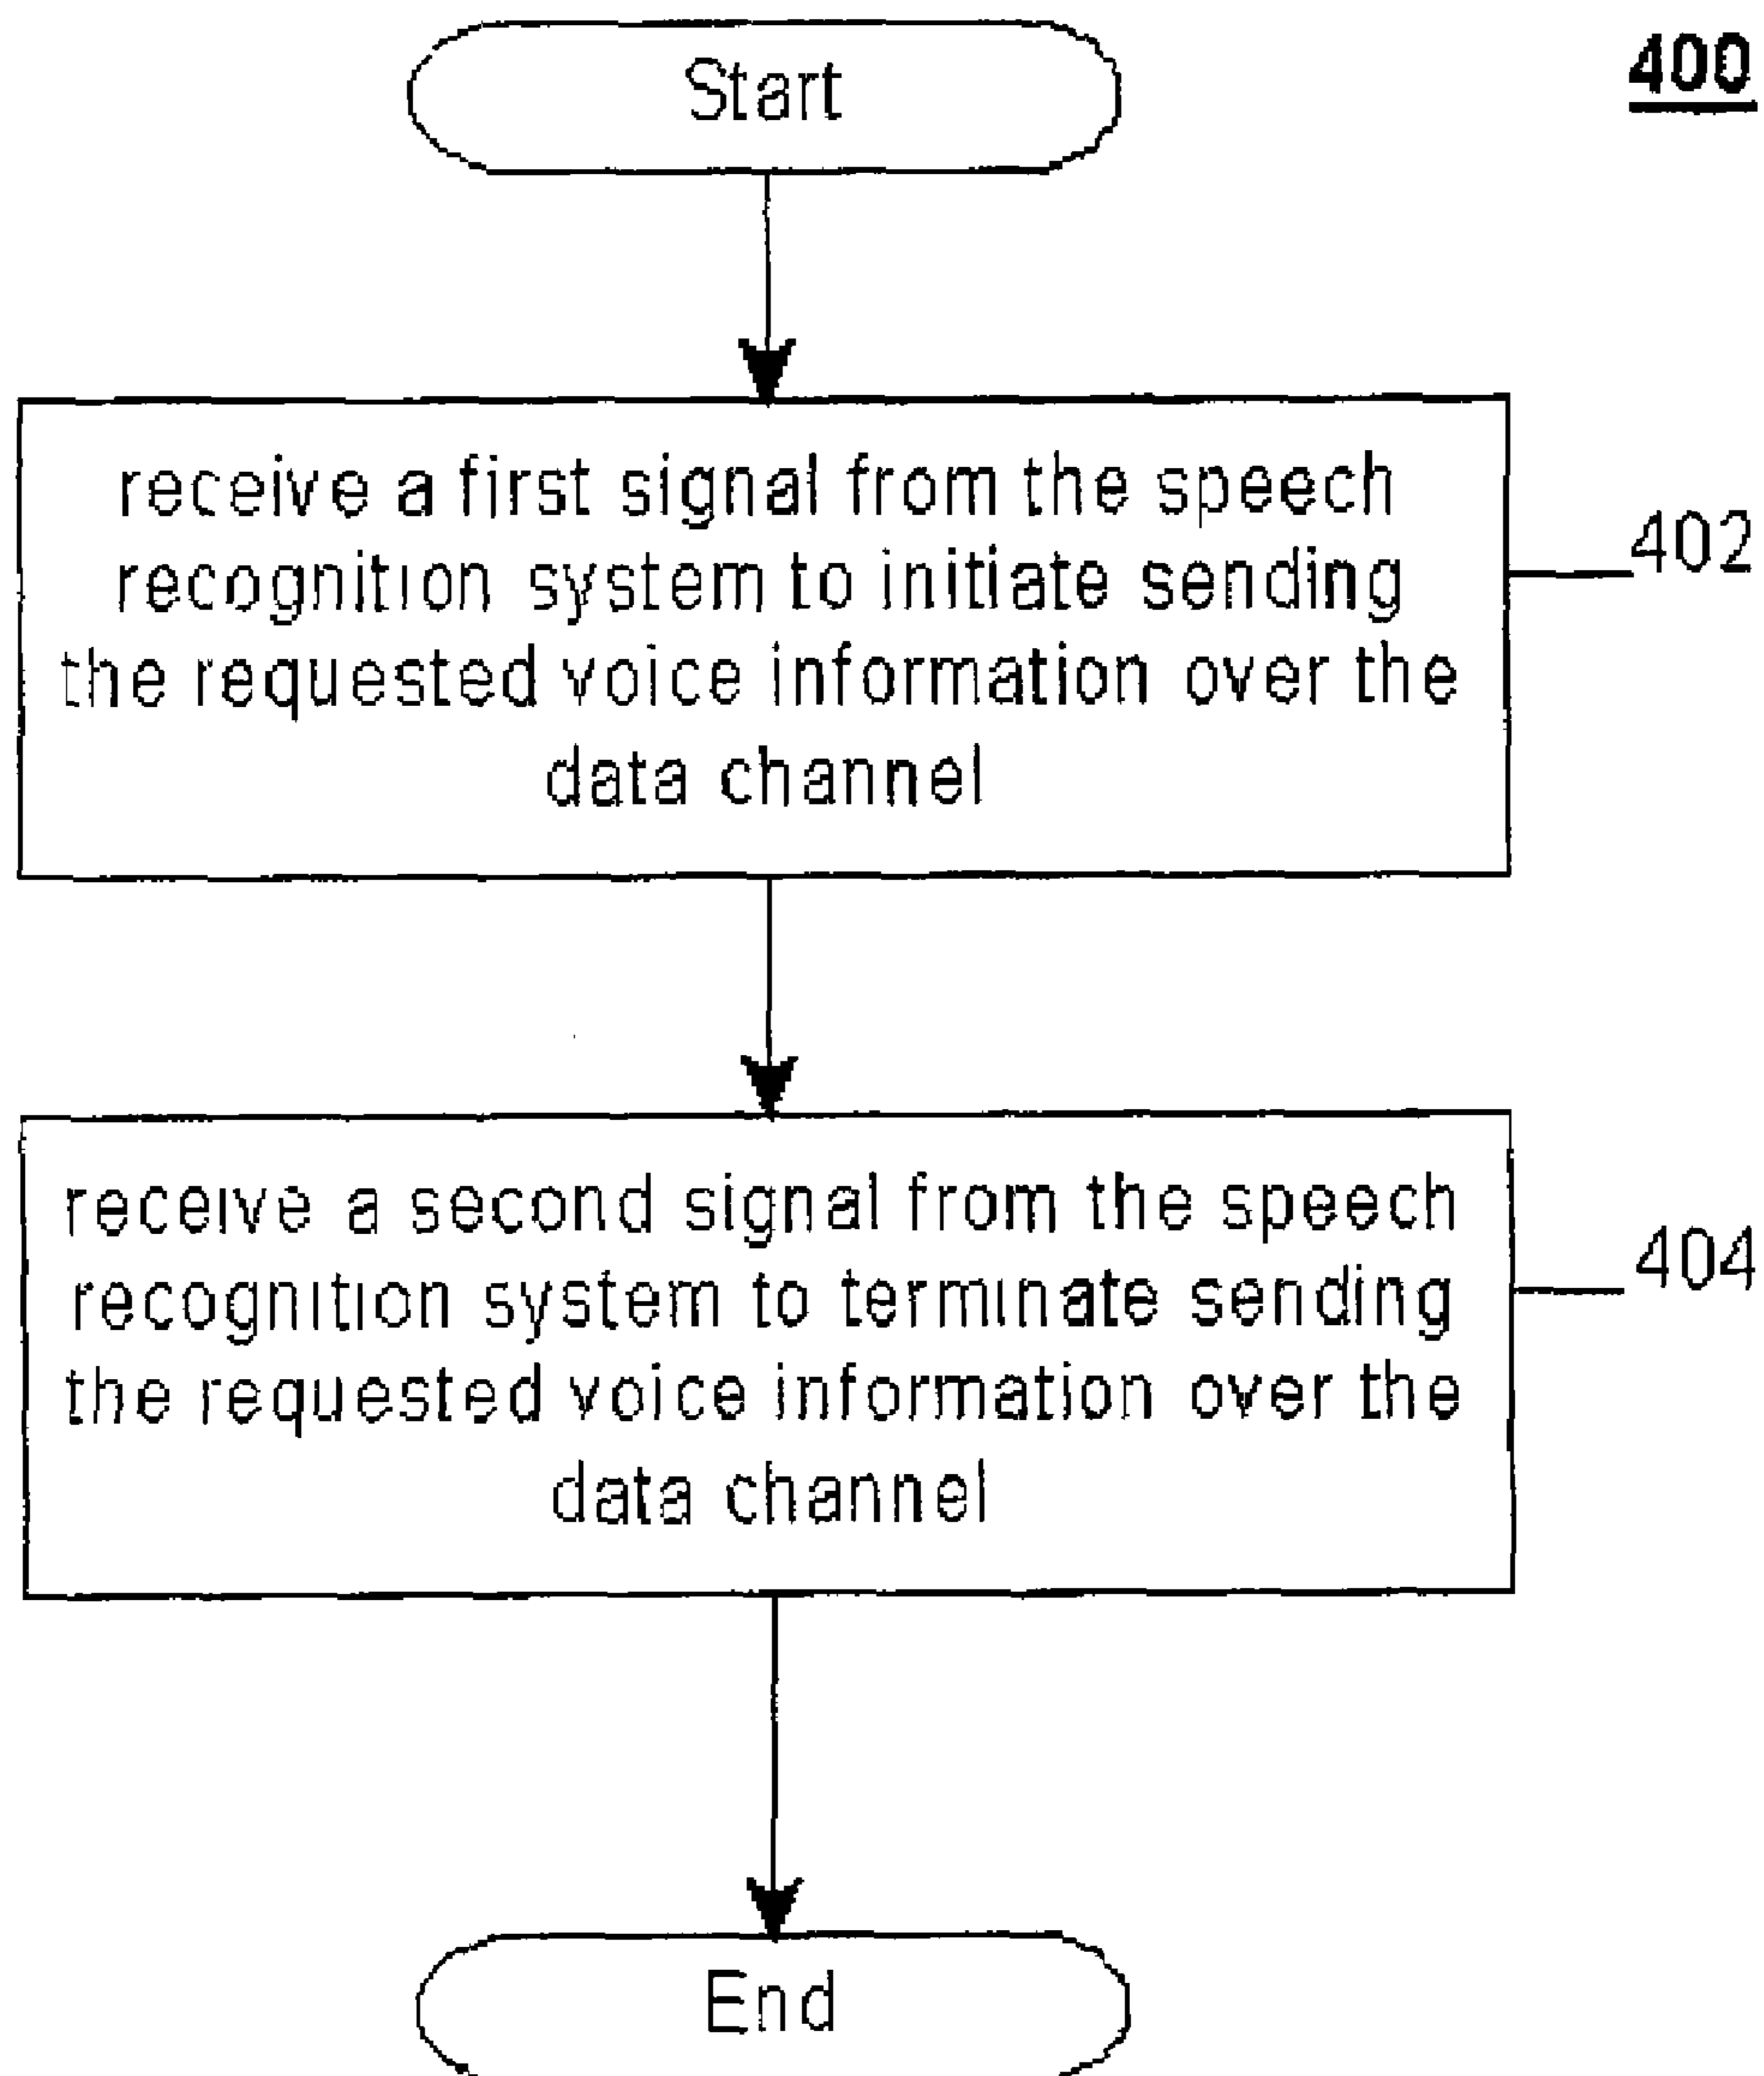 Start
400
receive a first signal from the speech
recognition system to initiate sending
the requested voice information over the
data channel
402
receive a second signal from the speech
recognition system to terminate sending
the requested voice information over the
data channel
404
End